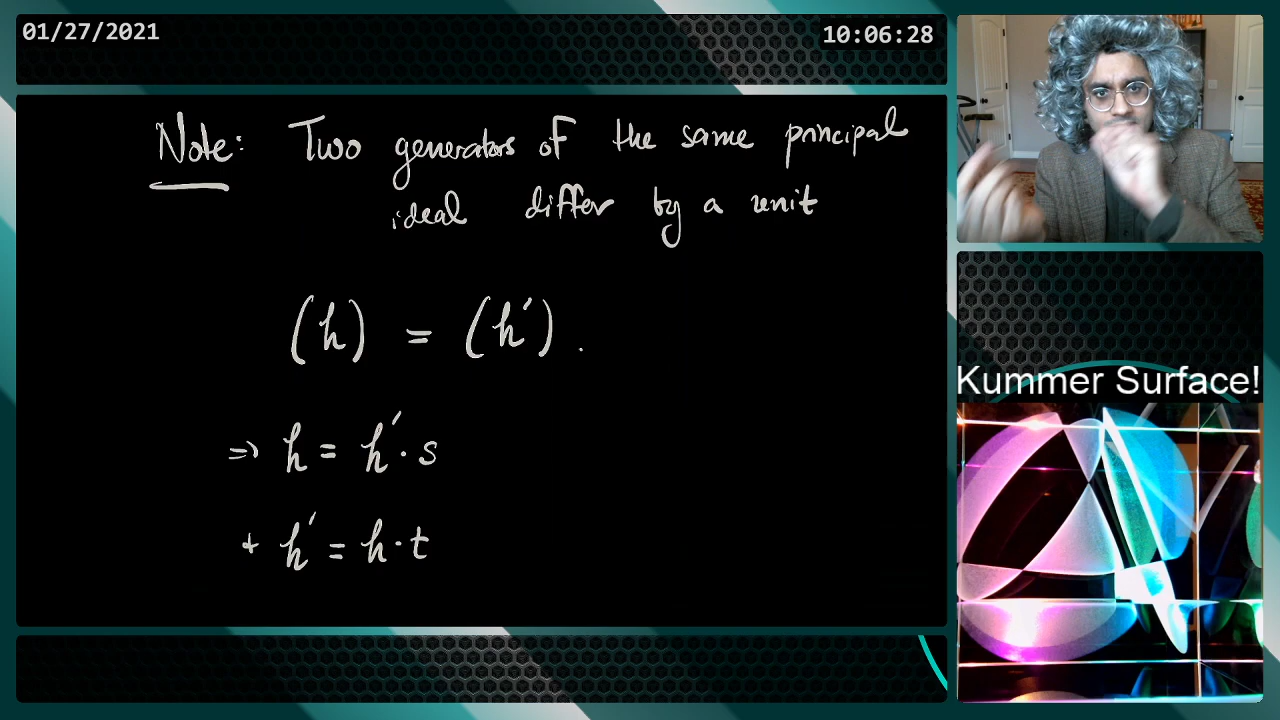 01/27/2021
10:06:28
Note: Two generators of the same principal
ideal differ by a unit
(h) = (h′).
⇒ h = h′ · s
+ h′ = h · t
Kummer Surface!